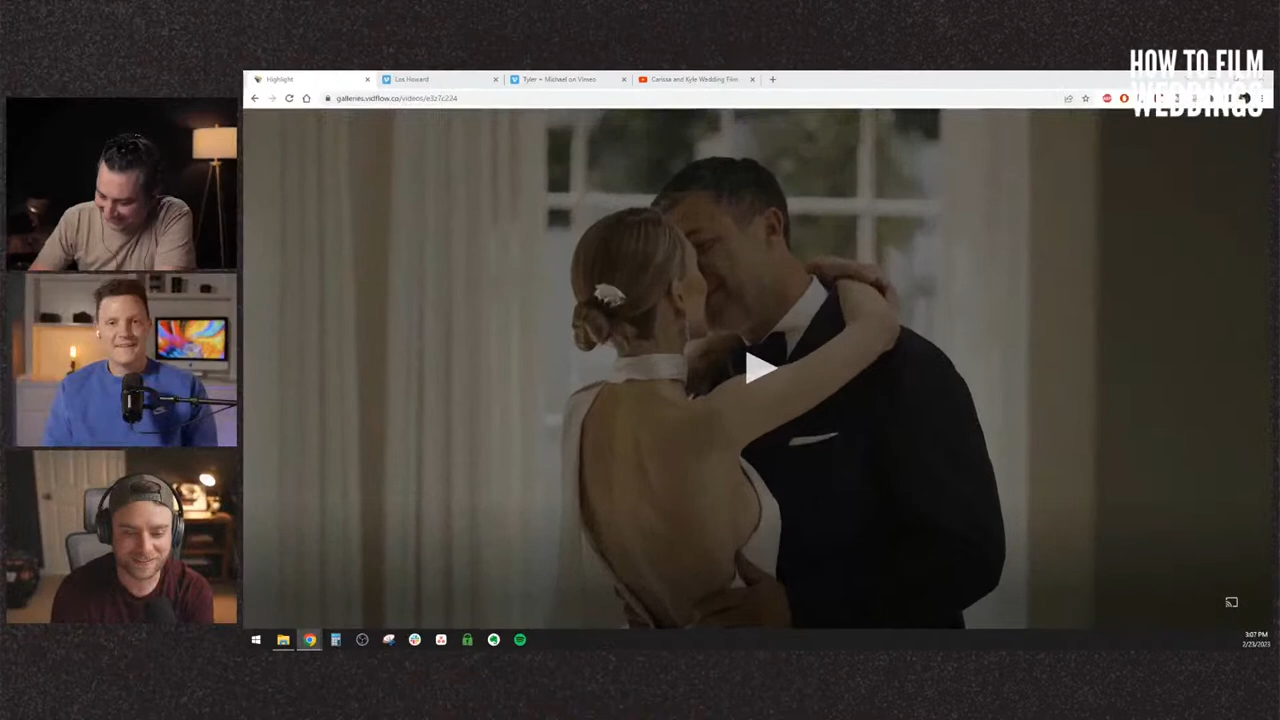 HOW TO FILM
WEDDINGS
Highlight
Los Howard
Tyler + Michael on Vimeo
Carissa and Kyle Wedding Film
galleries.vidflow.co/videos/e3z7c224
3:07 PM
2/23/2023